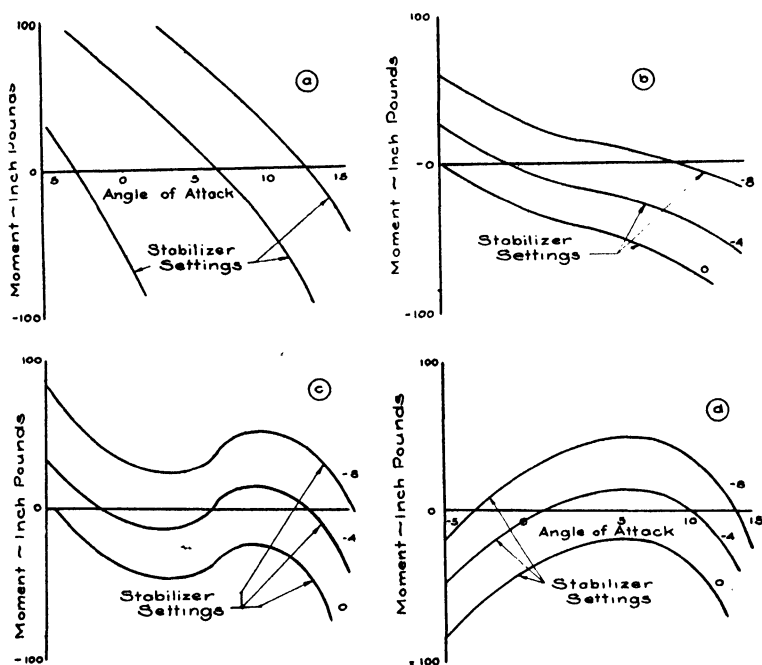 100
a
Moment ~ Inch Pounds
0
5
0
10
15
Angle of Attack
Stabilizer
Settings
-100
100
b
Moment ~ Inch Pounds
-0
-8
Stabilizer
Settings
-4
0
-100
100
c
Moment ~ Inch Pounds
0
-8
-4
Stabilizer
Settings
0
-100
100
d
Moment ~ Inch Pounds
0
-5
0
5
10
15
-8
Angle of Attack
-4
Stabilizer
Settings
0
-100